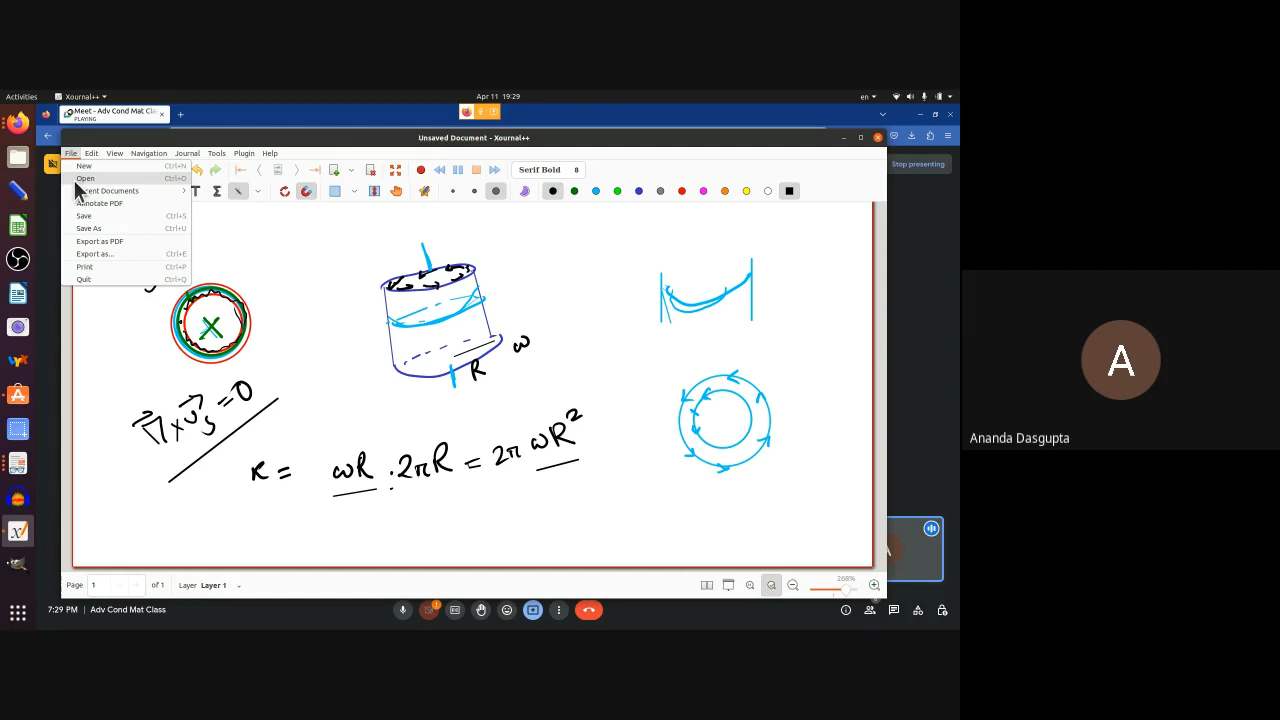 Activities Xournal++ Apr 11 19:29 en
Meet - Adv Cond Mat Cla
PLAYING
Unsaved Document - Xournal++
Stop presenting
File Edit View Navigation Journal Tools Plugin Help
New Ctrl+N
Open Ctrl+O
Recent Documents
Annotate PDF
Save Ctrl+S
Save As Ctrl+U
Export as PDF
Export as... Ctrl+E
Print Ctrl+P
Quit Ctrl+Q
Serif Bold 8
ω
R
∇⃗ × v⃗s = 0
κ = ωR . 2πR = 2π ωR²
A
Ananda Dasgupta
Page 1 of 1 Layer Layer 1 268%
7:29 PM | Adv Cond Mat Class